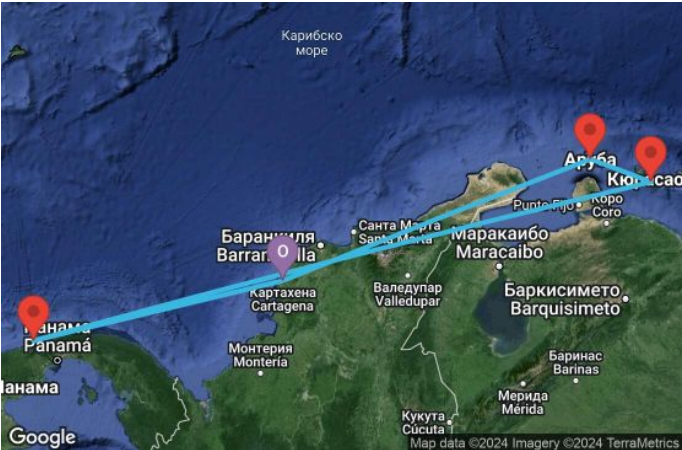 Карибско
море
Аруба
Кюрасао
Punto Fijo
Коро
Coro
Санта Марта
Santa Marta
Баранкиля
Barranquilla
О
Маракаибо
Maracaibo
Картахена
Cartagena
Валедупар
Valledupar
Баркисимето
Barquisimeto
Панама
Panamá
Монтерия
Montería
Баринас
Barinas
Панама
Мерида
Mérida
Кукута
Cúcuta
Google
Map data ©2024 Imagery ©2024 TerraMetrics